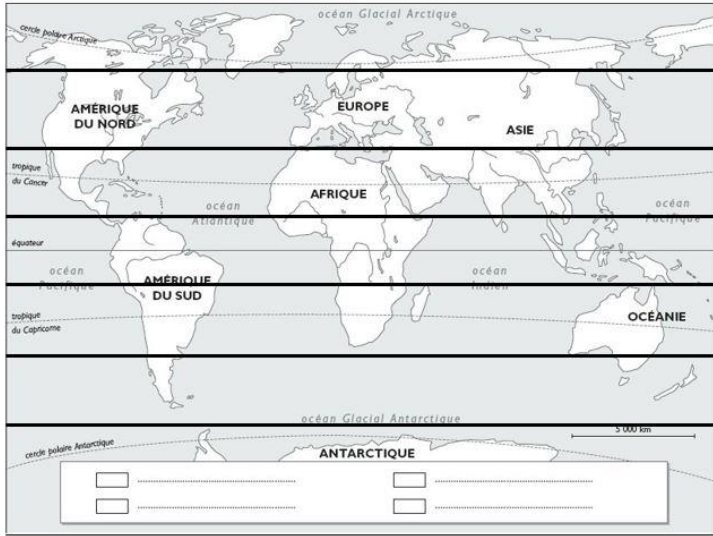 océan Glacial Arctique
cercle polaire Arctique
AMÉRIQUE
DU NORD
EUROPE
ASIE
tropique
du Cancer
AFRIQUE
océan
Atlantique
océan
Pacifique
équateur
océan
Pacifique
AMÉRIQUE
DU SUD
océan
Indien
tropique
du Capricorne
OCÉANIE
océan Glacial Antarctique
5 000 km
cercle polaire Antarctique
ANTARCTIQUE